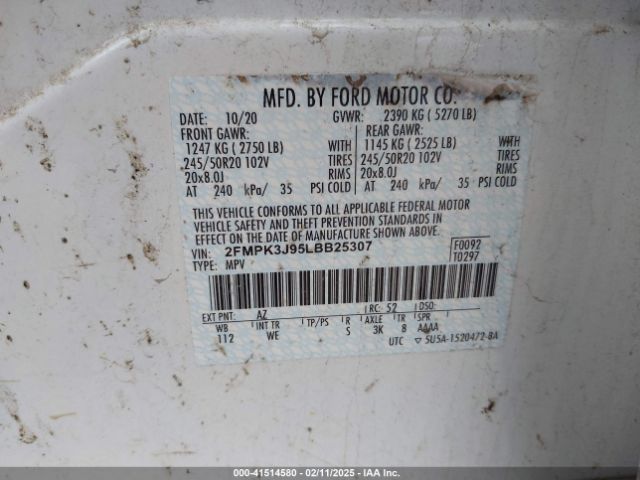 MFD. BY FORD MOTOR CO.
DATE: 10/20 GVWR: 2390 KG ( 5270 LB)
FRONT GAWR: REAR GAWR:
1247 KG ( 2750 LB) WITH 1145 KG ( 2525 LB) WITH
245/50R20 102V TIRES 245/50R20 102V TIRES
20x8.0J RIMS 20x8.0J RIMS
AT 240 kPa/ 35 PSI COLD AT 240 kPa/ 35 PSI COLD
THIS VEHICLE CONFORMS TO ALL APPLICABLE FEDERAL MOTOR
VEHICLE SAFETY AND THEFT PREVENTION STANDARDS IN
EFFECT ON THE DATE OF MANUFACTURE SHOWN ABOVE.
VIN: 2FMPK3J95LBB25307 F0092
TYPE: MPV T0297
EXT PNT: AZ RC: 52 DSO:
WB INT TR TP/PS R AXLE TR SPR
112 WE S 3K 8 AAAA
UTC ▽ 5U5A-1520472-BA
000-41514580 - 02/11/2025 - IAAI.COM